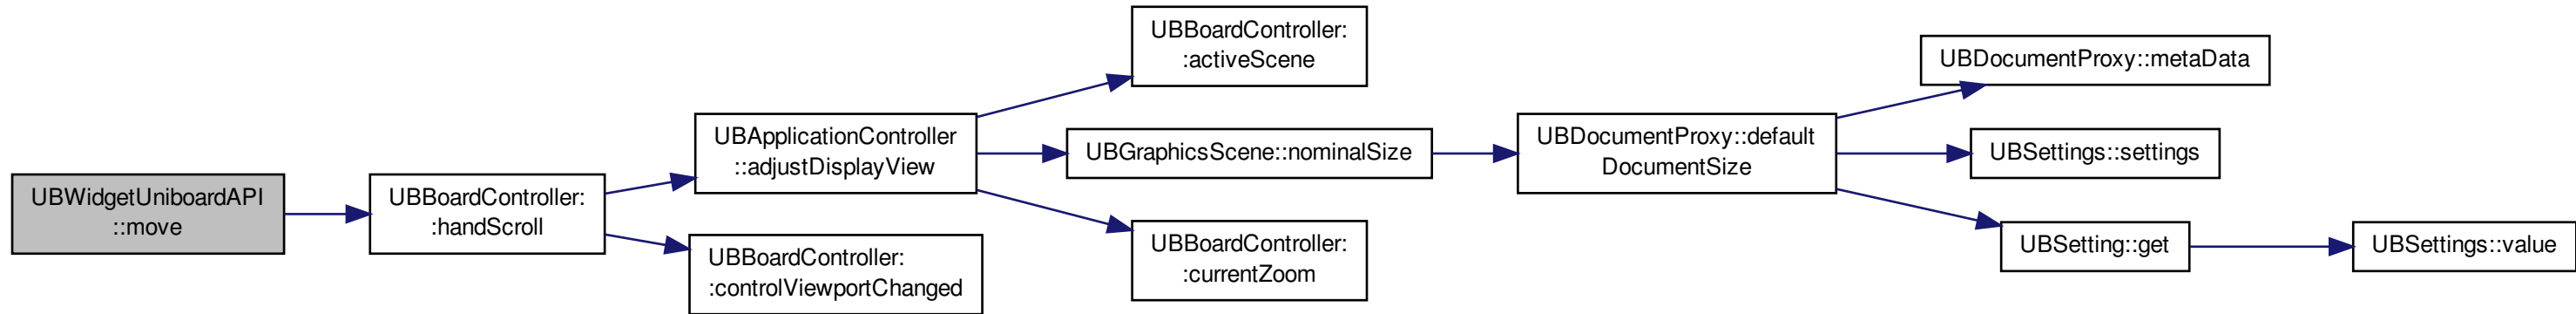 UBWidgetUniboardAPI
::move
UBBoardController:
:handScroll
UBApplicationController
::adjustDisplayView
UBBoardController:
:controlViewportChanged
UBBoardController:
:activeScene
UBGraphicsScene::nominalSize
UBBoardController:
:currentZoom
UBDocumentProxy::default
DocumentSize
UBDocumentProxy::metaData
UBSettings::settings
UBSetting::get
UBSettings::value